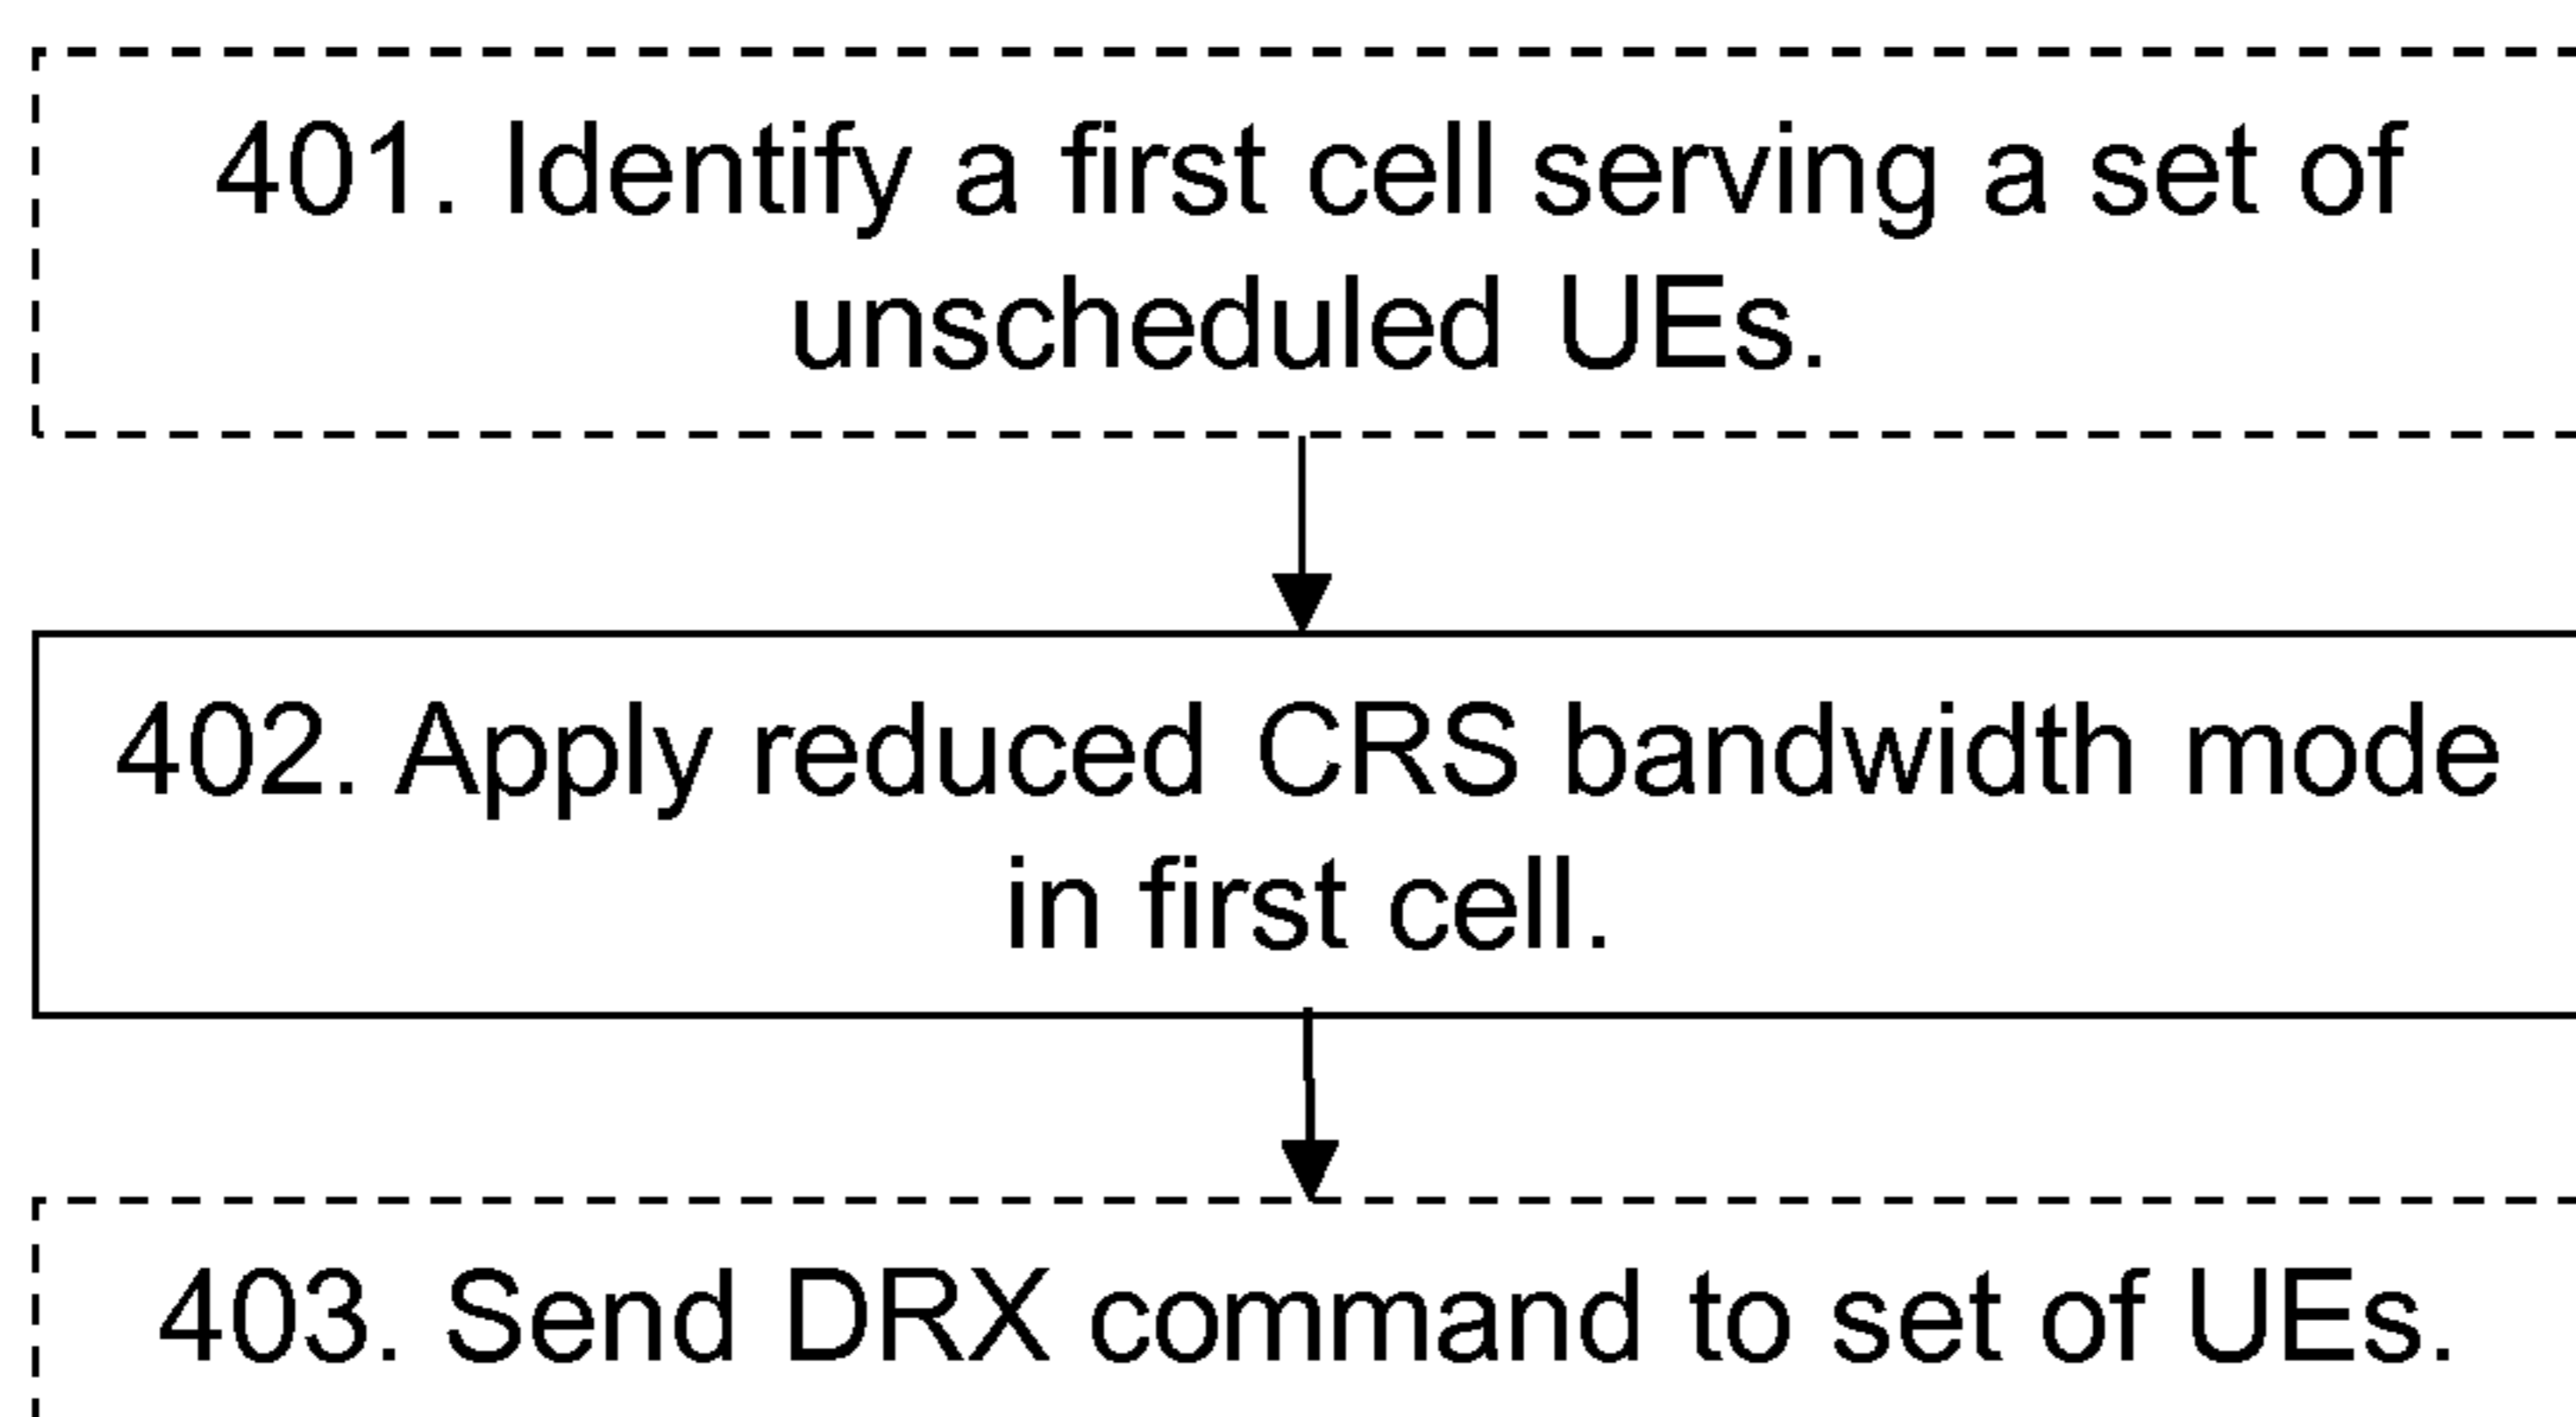 401. Identify a first cell serving a set of
unscheduled UEs.
402. Apply reduced CRS bandwidth mode
in first cell.
403. Send DRX command to set of UEs.